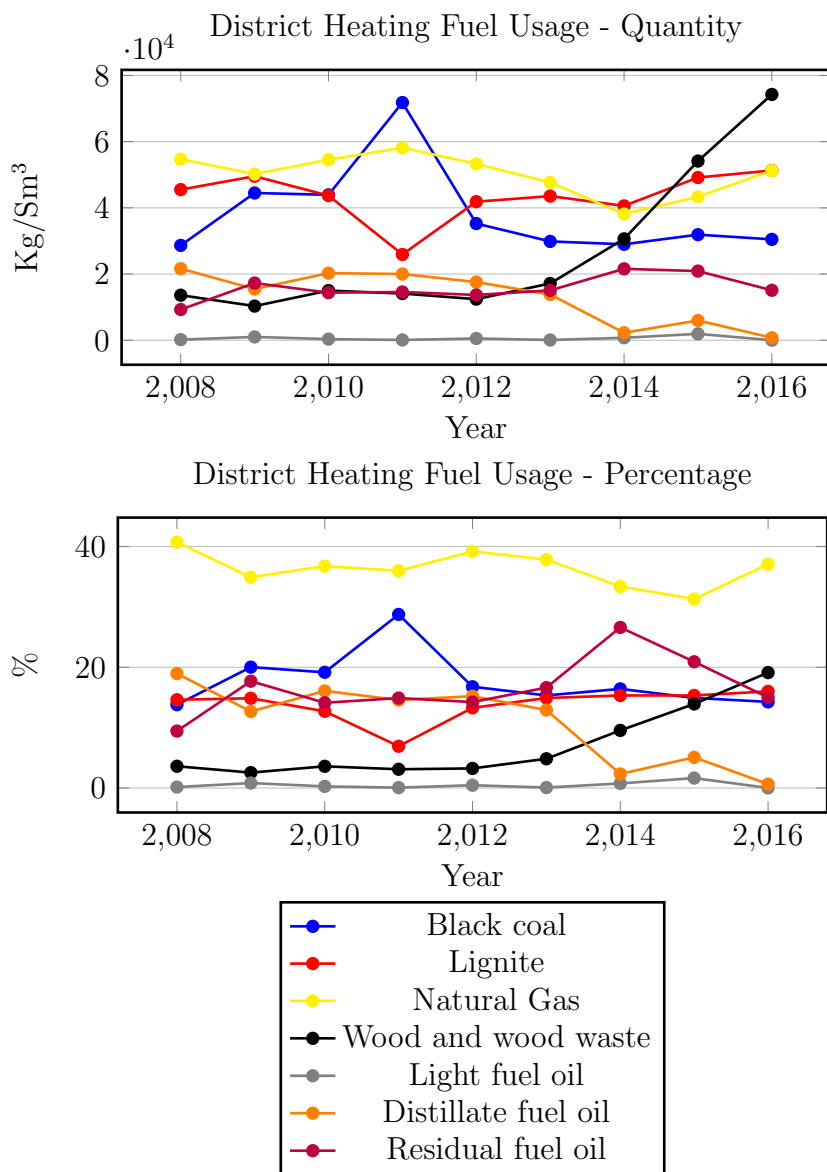 District Heating Fuel Usage - Quantity
·10⁴
8
6
4
2
0
Kg/Sm³
2,008 2,010 2,012 2,014 2,016
Year
District Heating Fuel Usage - Percentage
40
20
0
%
2,008 2,010 2,012 2,014 2,016
Year
Black coal
Lignite
Natural Gas
Wood and wood waste
Light fuel oil
Distillate fuel oil
Residual fuel oil